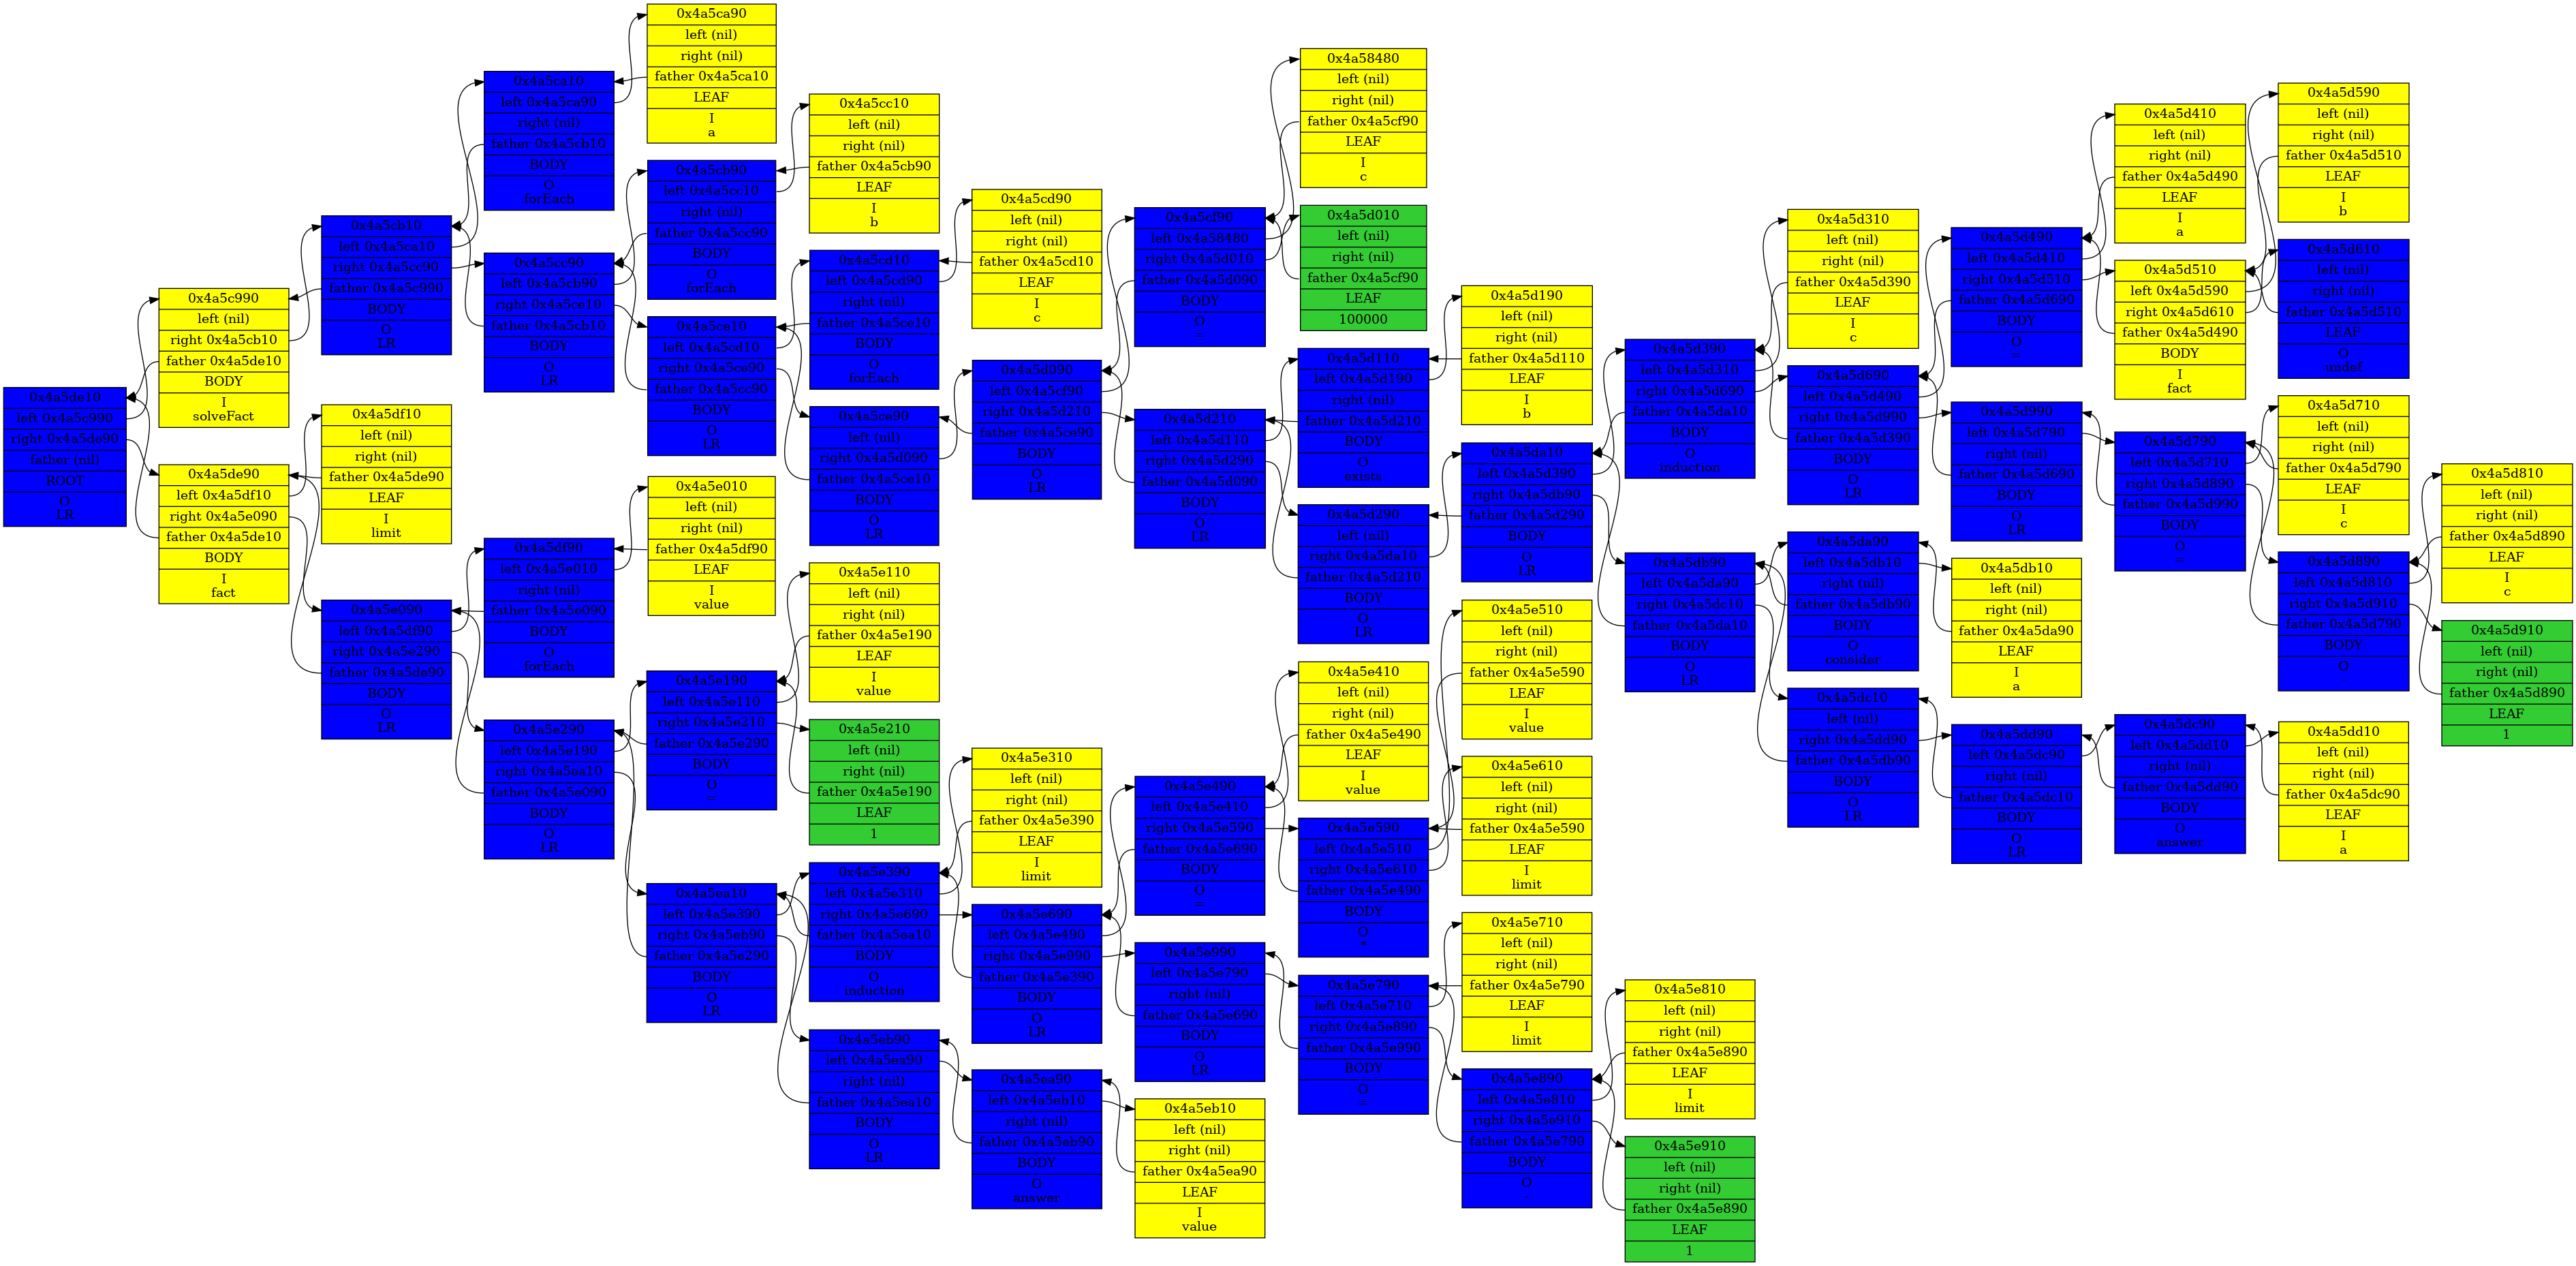 0x4a5de10
left 0x4a5c990
right 0x4a5de90
father (nil)
ROOT
O
LR
0x4a5c990
left (nil)
right 0x4a5cb10
father 0x4a5de10
BODY
I
solveFact
0x4a5de90
left 0x4a5df10
right 0x4a5e090
father 0x4a5de10
BODY
I
fact
0x4a5cb10
left 0x4a5ca10
right 0x4a5cc90
father 0x4a5c990
BODY
O
LR
0x4a5df10
left (nil)
right (nil)
father 0x4a5de90
LEAF
I
limit
0x4a5e090
left 0x4a5df90
right 0x4a5e290
father 0x4a5de90
BODY
O
LR
0x4a5ca10
left 0x4a5ca90
right (nil)
father 0x4a5cb10
BODY
O
forEach
0x4a5cc90
left 0x4a5cb90
right 0x4a5ce10
father 0x4a5cb10
BODY
O
LR
0x4a5df90
left 0x4a5e010
right (nil)
father 0x4a5e090
BODY
O
forEach
0x4a5e290
left 0x4a5e190
right 0x4a5ea10
father 0x4a5e090
BODY
O
LR
0x4a5ca90
left (nil)
right (nil)
father 0x4a5ca10
LEAF
I
a
0x4a5cb90
left 0x4a5cc10
right (nil)
father 0x4a5cc90
BODY
O
forEach
0x4a5ce10
left 0x4a5cd10
right 0x4a5ce90
father 0x4a5cc90
BODY
O
LR
0x4a5e010
left (nil)
right (nil)
father 0x4a5df90
LEAF
I
value
0x4a5e190
left 0x4a5e110
right 0x4a5e210
father 0x4a5e290
BODY
O
=
0x4a5ea10
left 0x4a5e390
right 0x4a5eb90
father 0x4a5e290
BODY
O
LR
0x4a5cc10
left (nil)
right (nil)
father 0x4a5cb90
LEAF
I
b
0x4a5cd10
left 0x4a5cd90
right (nil)
father 0x4a5ce10
BODY
O
forEach
0x4a5ce90
left (nil)
right 0x4a5d090
father 0x4a5ce10
BODY
O
LR
0x4a5e110
left (nil)
right (nil)
father 0x4a5e190
LEAF
I
value
0x4a5e210
left (nil)
right (nil)
father 0x4a5e190
LEAF
1
0x4a5e390
left 0x4a5e310
right 0x4a5e690
father 0x4a5ea10
BODY
O
induction
0x4a5eb90
left 0x4a5ea90
right (nil)
father 0x4a5ea10
BODY
O
LR
0x4a5cd90
left (nil)
right (nil)
father 0x4a5cd10
LEAF
I
c
0x4a5d090
left 0x4a5cf90
right 0x4a5d210
father 0x4a5ce90
BODY
O
LR
0x4a5e310
left (nil)
right (nil)
father 0x4a5e390
LEAF
I
limit
0x4a5e690
left 0x4a5e490
right 0x4a5e990
father 0x4a5e390
BODY
O
LR
0x4a5ea90
left 0x4a5eb10
right (nil)
father 0x4a5eb90
BODY
O
answer
0x4a5cf90
left 0x4a58480
right 0x4a5d010
father 0x4a5d090
BODY
O
=
0x4a5d210
left 0x4a5d110
right 0x4a5d290
father 0x4a5d090
BODY
O
LR
0x4a5e490
left 0x4a5e410
right 0x4a5e590
father 0x4a5e690
BODY
O
=
0x4a5e990
left 0x4a5e790
right (nil)
father 0x4a5e690
BODY
O
LR
0x4a5eb10
left (nil)
right (nil)
father 0x4a5ea90
LEAF
I
value
0x4a58480
left (nil)
right (nil)
father 0x4a5cf90
LEAF
I
c
0x4a5d010
left (nil)
right (nil)
father 0x4a5cf90
LEAF
100000
0x4a5d110
left 0x4a5d190
right (nil)
father 0x4a5d210
BODY
O
exists
0x4a5d290
left (nil)
right 0x4a5da10
father 0x4a5d210
BODY
O
LR
0x4a5e410
left (nil)
right (nil)
father 0x4a5e490
LEAF
I
value
0x4a5e590
left 0x4a5e510
right 0x4a5e610
father 0x4a5e490
BODY
O
*
0x4a5e790
left 0x4a5e710
right 0x4a5e890
father 0x4a5e990
BODY
O
=
0x4a5d190
left (nil)
right (nil)
father 0x4a5d110
LEAF
I
b
0x4a5da10
left 0x4a5d390
right 0x4a5db90
father 0x4a5d290
BODY
O
LR
0x4a5e510
left (nil)
right (nil)
father 0x4a5e590
LEAF
I
value
0x4a5e610
left (nil)
right (nil)
father 0x4a5e590
LEAF
I
limit
0x4a5e710
left (nil)
right (nil)
father 0x4a5e790
LEAF
I
limit
0x4a5e890
left 0x4a5e810
right 0x4a5e910
father 0x4a5e790
BODY
O
-
0x4a5d390
left 0x4a5d310
right 0x4a5d690
father 0x4a5da10
BODY
O
induction
0x4a5db90
left 0x4a5da90
right 0x4a5dc10
father 0x4a5da10
BODY
O
LR
0x4a5e810
left (nil)
right (nil)
father 0x4a5e890
LEAF
I
limit
0x4a5e910
left (nil)
right (nil)
father 0x4a5e890
LEAF
1
0x4a5d310
left (nil)
right (nil)
father 0x4a5d390
LEAF
I
c
0x4a5d690
left 0x4a5d490
right 0x4a5d990
father 0x4a5d390
BODY
O
LR
0x4a5da90
left 0x4a5db10
right (nil)
father 0x4a5db90
BODY
O
consider
0x4a5dc10
left (nil)
right 0x4a5dd90
father 0x4a5db90
BODY
O
LR
0x4a5d490
left 0x4a5d410
right 0x4a5d510
father 0x4a5d690
BODY
O
=
0x4a5d990
left 0x4a5d790
right (nil)
father 0x4a5d690
BODY
O
LR
0x4a5db10
left (nil)
right (nil)
father 0x4a5da90
LEAF
I
a
0x4a5dd90
left 0x4a5dc90
right (nil)
father 0x4a5dc10
BODY
O
LR
0x4a5d410
left (nil)
right (nil)
father 0x4a5d490
LEAF
I
a
0x4a5d510
left 0x4a5d590
right 0x4a5d610
father 0x4a5d490
BODY
I
fact
0x4a5d790
left 0x4a5d710
right 0x4a5d890
father 0x4a5d990
BODY
O
=
0x4a5dc90
left 0x4a5dd10
right (nil)
father 0x4a5dd90
BODY
O
answer
0x4a5d590
left (nil)
right (nil)
father 0x4a5d510
LEAF
I
b
0x4a5d610
left (nil)
right (nil)
father 0x4a5d510
LEAF
O
undef
0x4a5d710
left (nil)
right (nil)
father 0x4a5d790
LEAF
I
c
0x4a5d890
left 0x4a5d810
right 0x4a5d910
father 0x4a5d790
BODY
O
-
0x4a5dd10
left (nil)
right (nil)
father 0x4a5dc90
LEAF
I
a
0x4a5d810
left (nil)
right (nil)
father 0x4a5d890
LEAF
I
c
0x4a5d910
left (nil)
right (nil)
father 0x4a5d890
LEAF
1